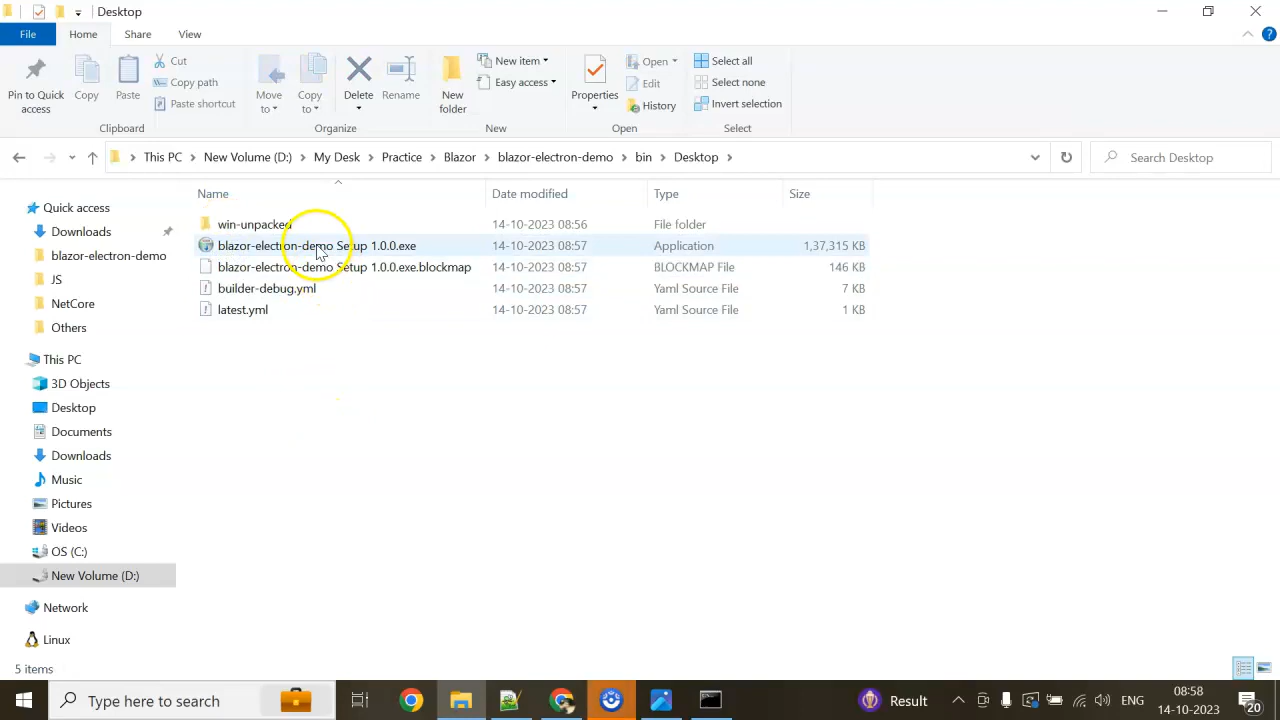 Desktop
File Home Share View
Pin to Quick access
Copy
Paste
Cut
Copy path
Paste shortcut
Clipboard
Move to
Copy to
Delete
Rename
Organize
New folder
New item
Easy access
New
Properties
Open
Edit
History
Open
Select all
Select none
Invert selection
Select
This PC > New Volume (D:) > My Desk > Practice > Blazor > blazor-electron-demo > bin > Desktop >
Search Desktop
Name Date modified Type Size
win-unpacked 14-10-2023 08:56 File folder
blazor-electron-demo Setup 1.0.0.exe 14-10-2023 08:57 Application 1,37,315 KB
blazor-electron-demo Setup 1.0.0.exe.blockmap 14-10-2023 08:57 BLOCKMAP File 146 KB
builder-debug.yml 14-10-2023 08:57 Yaml Source File 7 KB
latest.yml 14-10-2023 08:57 Yaml Source File 1 KB
Quick access
Downloads
blazor-electron-demo
JS
NetCore
Others
This PC
3D Objects
Desktop
Documents
Downloads
Music
Pictures
Videos
OS (C:)
New Volume (D:)
Network
Linux
5 items
Type here to search
Result
ENG
08:58
14-10-2023
20